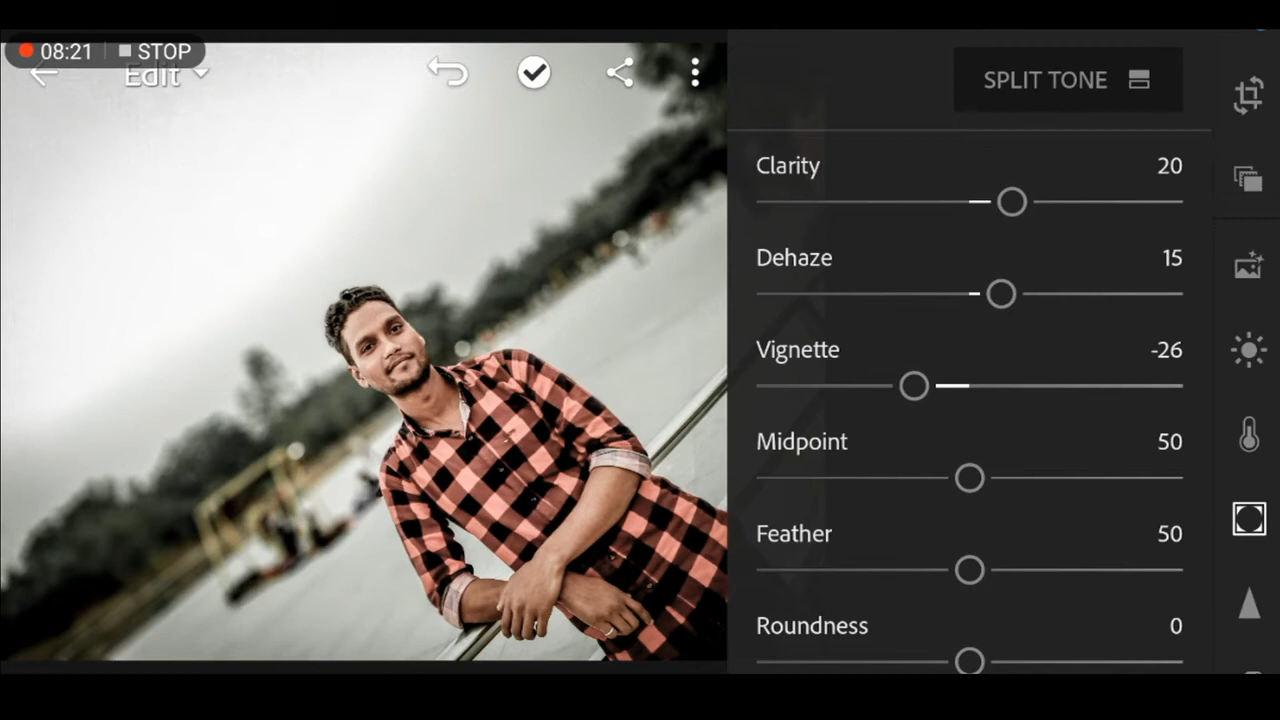 08:21 STOP
Edit
SPLIT TONE
Clarity 20
Dehaze 15
Vignette -26
Midpoint 50
Feather 50
Roundness 0